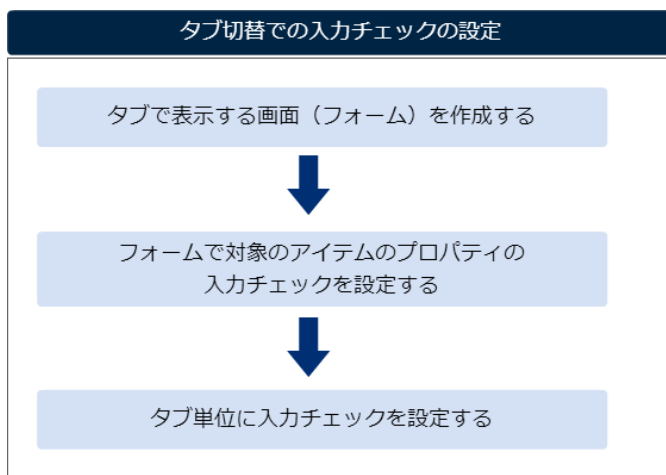 タブ切替での入力チェックの設定
タブで表示する画面（フォーム）を作成する
フォームで対象のアイテムのプロパティの
入力チェックを設定する
タブ単位に入力チェックを設定する